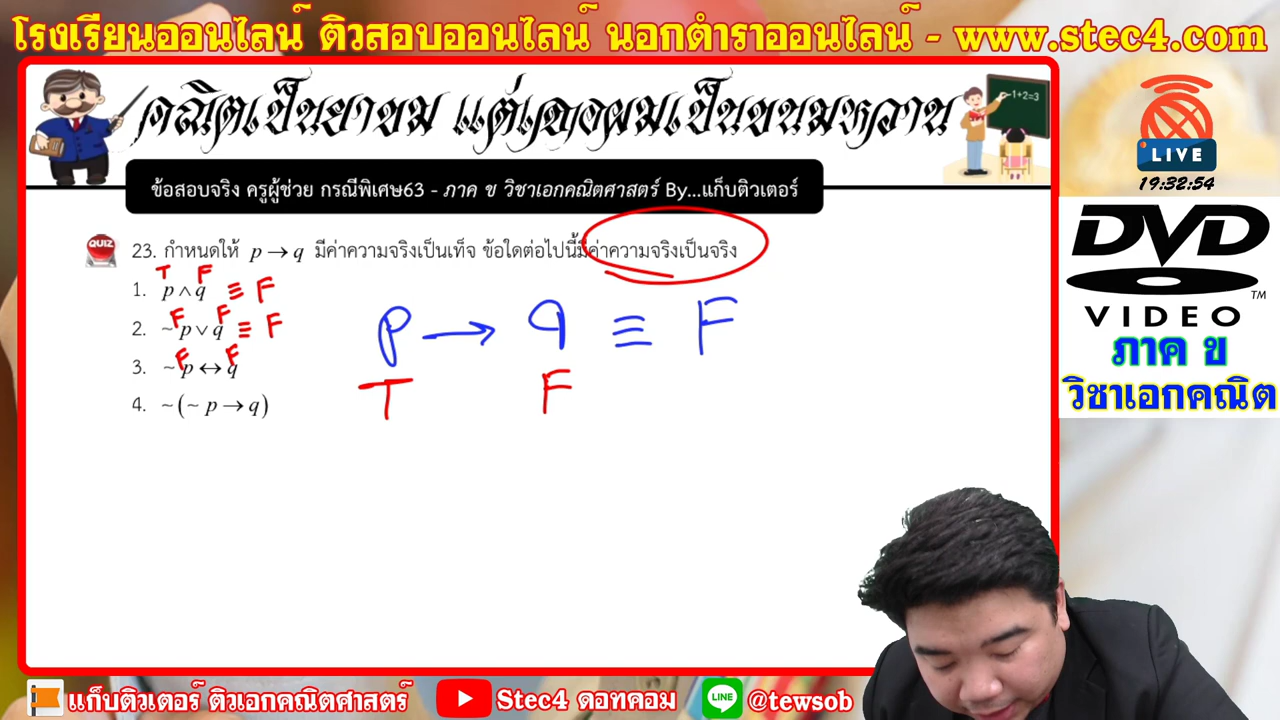 โรงเรียนออนไลน์ ติวสอบออนไลน์ นอกตำราออนไลน์ - www.stec4.com
คณิตเป็นยาขม แต่เธอผมเป็นขนมหวาน
1+2=3
LIVE
19:32:54
ข้อสอบจริง ครูผู้ช่วย กรณีพิเศษ63 - ภาค ข วิชาเอกคณิตศาสตร์ By...แก็บติวเตอร์
DVD
VIDEO™
ภาค ข
วิชาเอกคณิต
QUIZ
23. กำหนดให้ p → q มีค่าความจริงเป็นเท็จ ข้อใดต่อไปนี้มีค่าความจริงเป็นจริง
T F
1. p ∧ q ≡ F
F F
2. ~ p ∨ q ≡ F
F F
3. ~ p ↔ q
4. ~ (~ p → q)
p → q ≡ F
T F
แก็บติวเตอร์ ติวเอกคณิตศาสตร์ Stec4 ดอทคอม LINE @tewsob